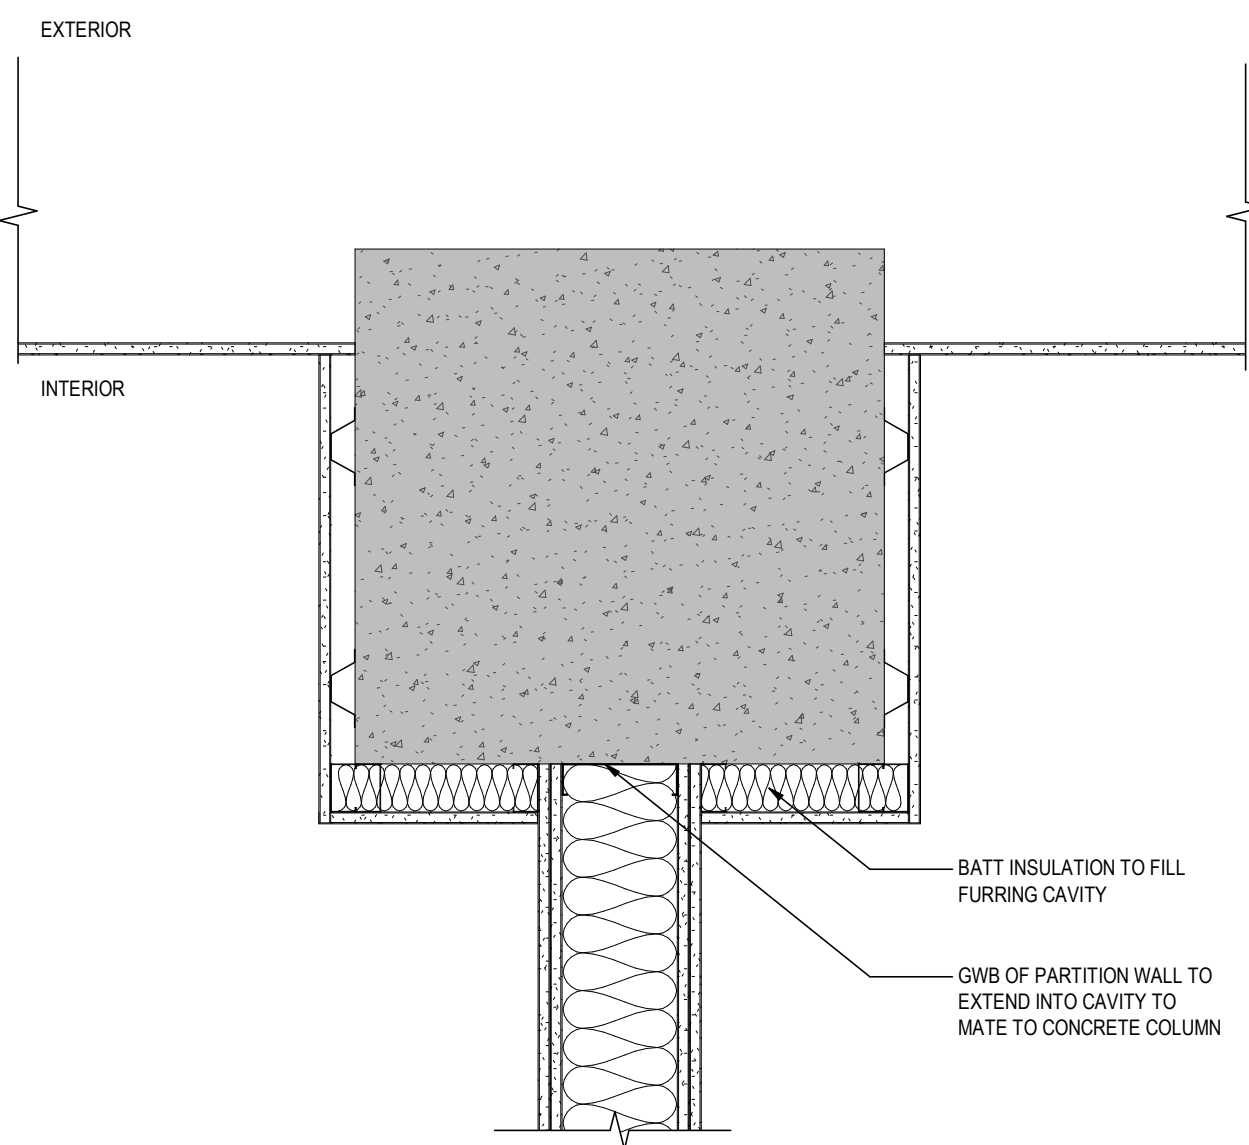 EXTERIOR
INTERIOR
BATT INSULATION TO FILL
FURRING CAVITY
GWB OF PARTITION WALL TO
EXTEND INTO CAVITY TO
MATE TO CONCRETE COLUMN